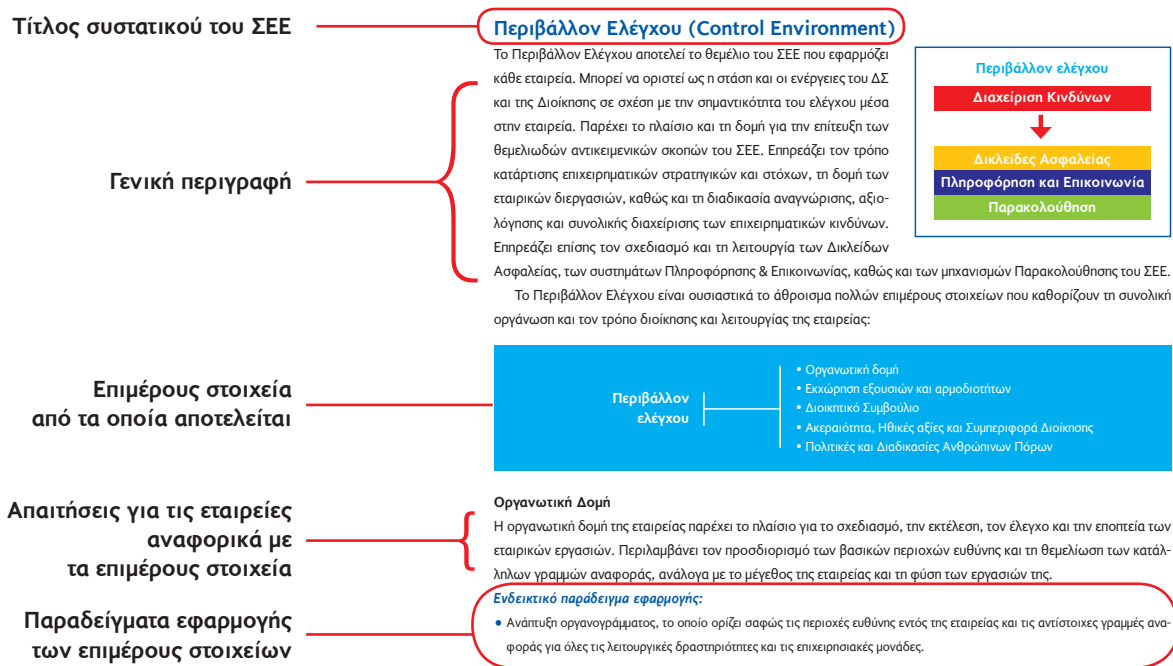 Τίτλος συστατικού του ΣΕΕ
Περιβάλλον Ελέγχου (Control Environment)
Γενική περιγραφή
Το Περιβάλλον Ελέγχου αποτελεί το θεμέλιο του ΣΕΕ που εφαρμόζει
κάθε εταιρεία. Μπορεί να οριστεί ως η στάση και οι ενέργειες του ΔΣ
και της Διοίκησης σε σχέση με την σημαντικότητα του ελέγχου μέσα
στην εταιρεία. Παρέχει το πλαίσιο και τη δομή για την επίτευξη των
θεμελιωδών αντικειμενικών σκοπών του ΣΕΕ. Επηρεάζει τον τρόπο
κατάρτισης επιχειρηματικών στρατηγικών και στόχων, τη δομή των
εταιρικών διεργασιών, καθώς και τη διαδικασία αναγνώρισης, αξιο-
λόγησης και συνολικής διαχείρισης των επιχειρηματικών κινδύνων.
Επηρεάζει επίσης τον σχεδιασμό και τη λειτουργία των Δικλείδων
Ασφαλείας, των συστημάτων Πληροφόρησης & Επικοινωνίας, καθώς και των μηχανισμών Παρακολούθησης του ΣΕΕ.
Το Περιβάλλον Ελέγχου είναι ουσιαστικά το άθροισμα πολλών επιμέρους στοιχείων που καθορίζουν τη συνολική
οργάνωση και τον τρόπο διοίκησης και λειτουργίας της εταιρείας:
Περιβάλλον ελέγχου
Διαχείριση Κινδύνων
Δικλείδες Ασφαλείας
Πληροφόρηση και Επικοινωνία
Παρακολούθηση
Επιμέρους στοιχεία
από τα οποία αποτελείται
Περιβάλλον
ελέγχου
• Οργανωτική δομή
• Εκχώρηση εξουσιών και αρμοδιοτήτων
• Διοικητικό Συμβούλιο
• Ακεραιότητα, Ηθικές αξίες και Συμπεριφορά Διοίκησης
• Πολιτικές και Διαδικασίες Ανθρώπινων Πόρων
Απαιτήσεις για τις εταιρείες
αναφορικά με
τα επιμέρους στοιχεία
Οργανωτική Δομή
Η οργανωτική δομή της εταιρείας παρέχει το πλαίσιο για το σχεδιασμό, την εκτέλεση, τον έλεγχο και την εποπτεία των
εταιρικών εργασιών. Περιλαμβάνει τον προσδιορισμό των βασικών περιοχών ευθύνης και τη θεμελίωση των κατάλ-
ληλων γραμμών αναφοράς, ανάλογα με το μέγεθος της εταιρείας και τη φύση των εργασιών της.
Παραδείγματα εφαρμογής
των επιμέρους στοιχείων
Ενδεικτικό παράδειγμα εφαρμογής:
• Ανάπτυξη οργανογράμματος, το οποίο ορίζει σαφώς τις περιοχές ευθύνης εντός της εταιρείας και τις αντίστοιχες γραμμές ανα-
φοράς για όλες τις λειτουργικές δραστηριότητες και τις επιχειρησιακές μονάδες.